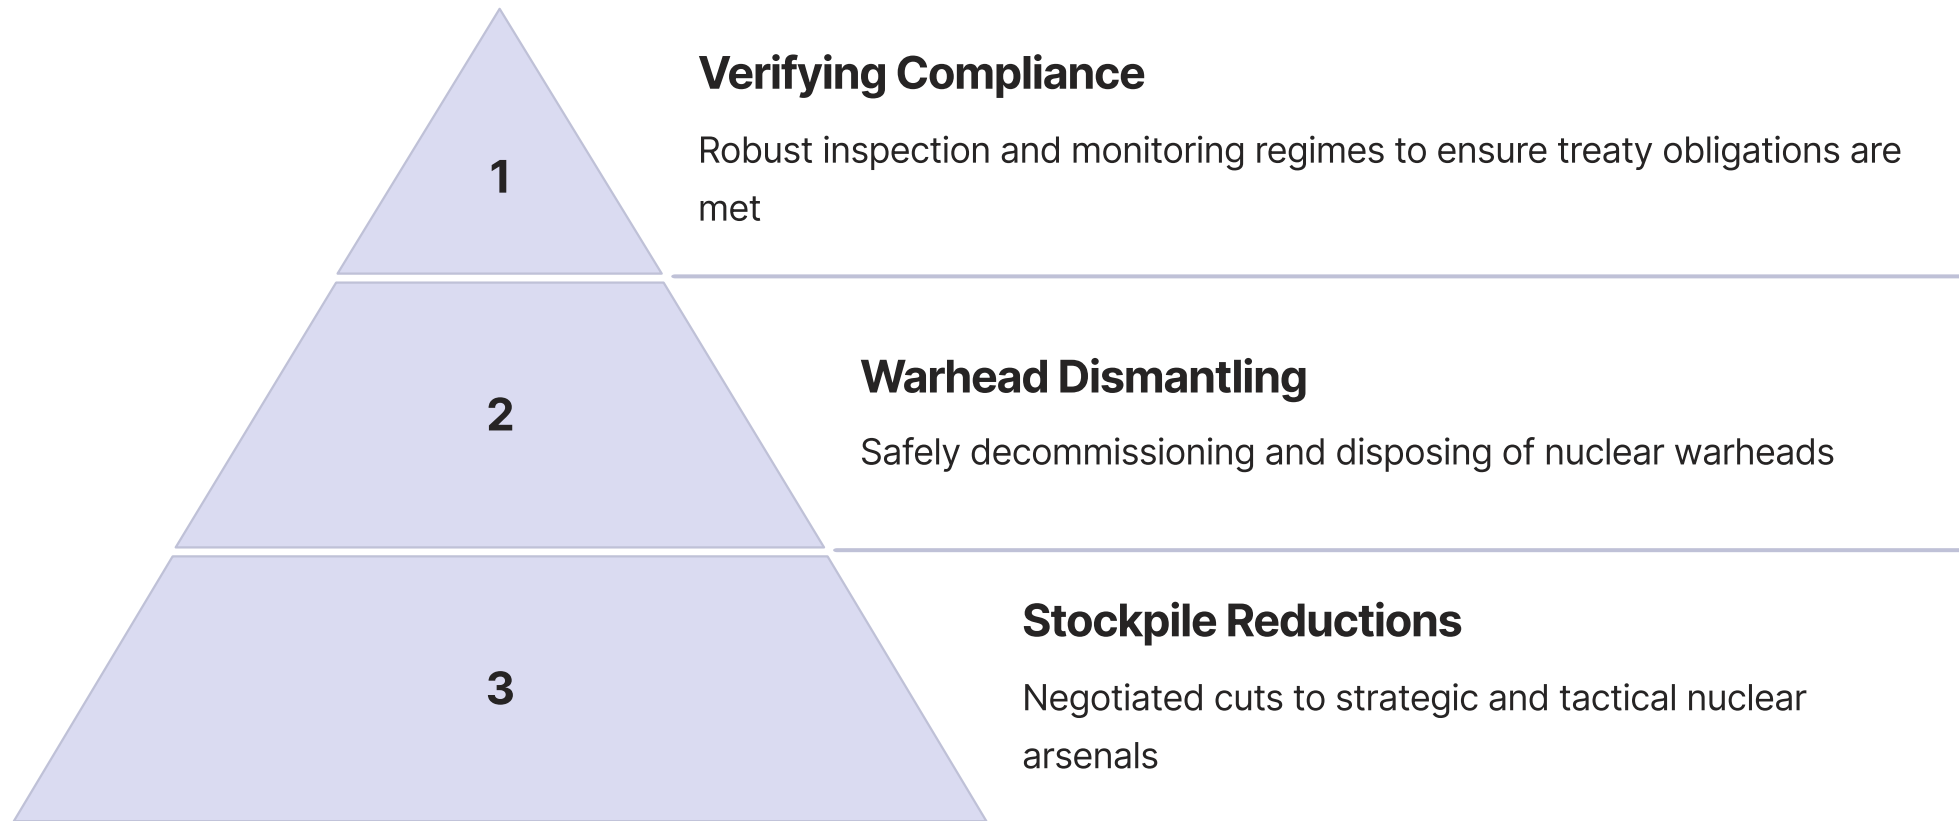 1
Verifying Compliance
Robust inspection and monitoring regimes to ensure treaty obligations are
met
2
Warhead Dismantling
Safely decommissioning and disposing of nuclear warheads
3
Stockpile Reductions
Negotiated cuts to strategic and tactical nuclear
arsenals